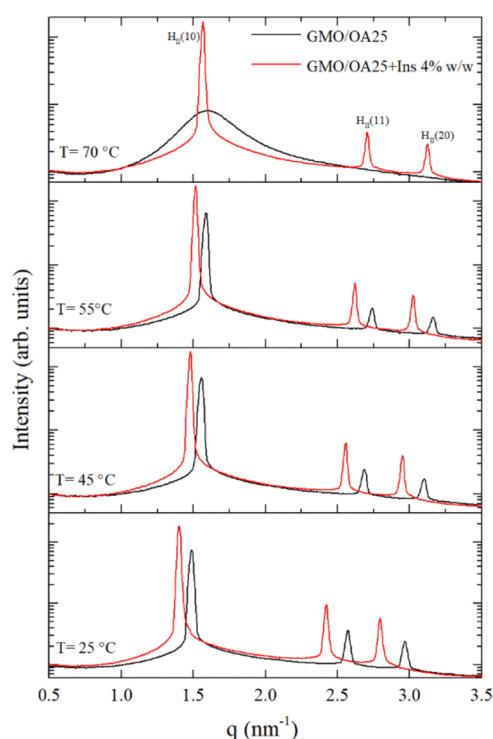 H_ii(10)
GMO/OA25
GMO/OA25+Ins 4% w/w
H_ii(11)
H_ii(20)
T= 70 °C
T= 55°C
T= 45 °C
T= 25 °C
Intensity (arb. units)
0.5 1.0 1.5 2.0 2.5 3.0 3.5
q (nm⁻¹)